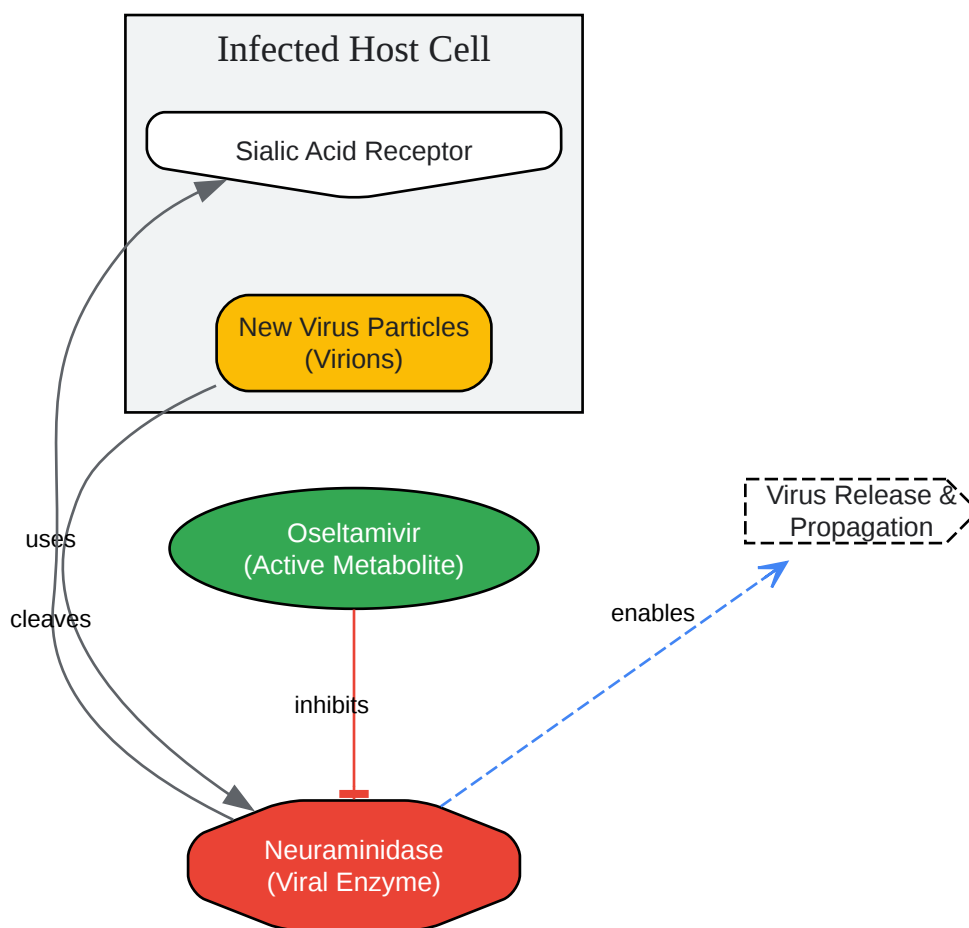 Infected Host Cell
Sialic Acid Receptor
New Virus Particles
(Virions)
Virus Release &
Propagation
Oseltamivir
(Active Metabolite)
uses
cleaves
enables
inhibits
Neuraminidase
(Viral Enzyme)